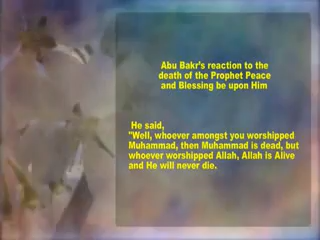 Abu Bakr's reaction to the
death of the Prophet Peace
and Blessing be upon Him
He said,
"Well, whoever amongst you worshipped
Muhammad, then Muhammad is dead, but
whoever worshipped Allah, Allah is Alive
and He will never die.